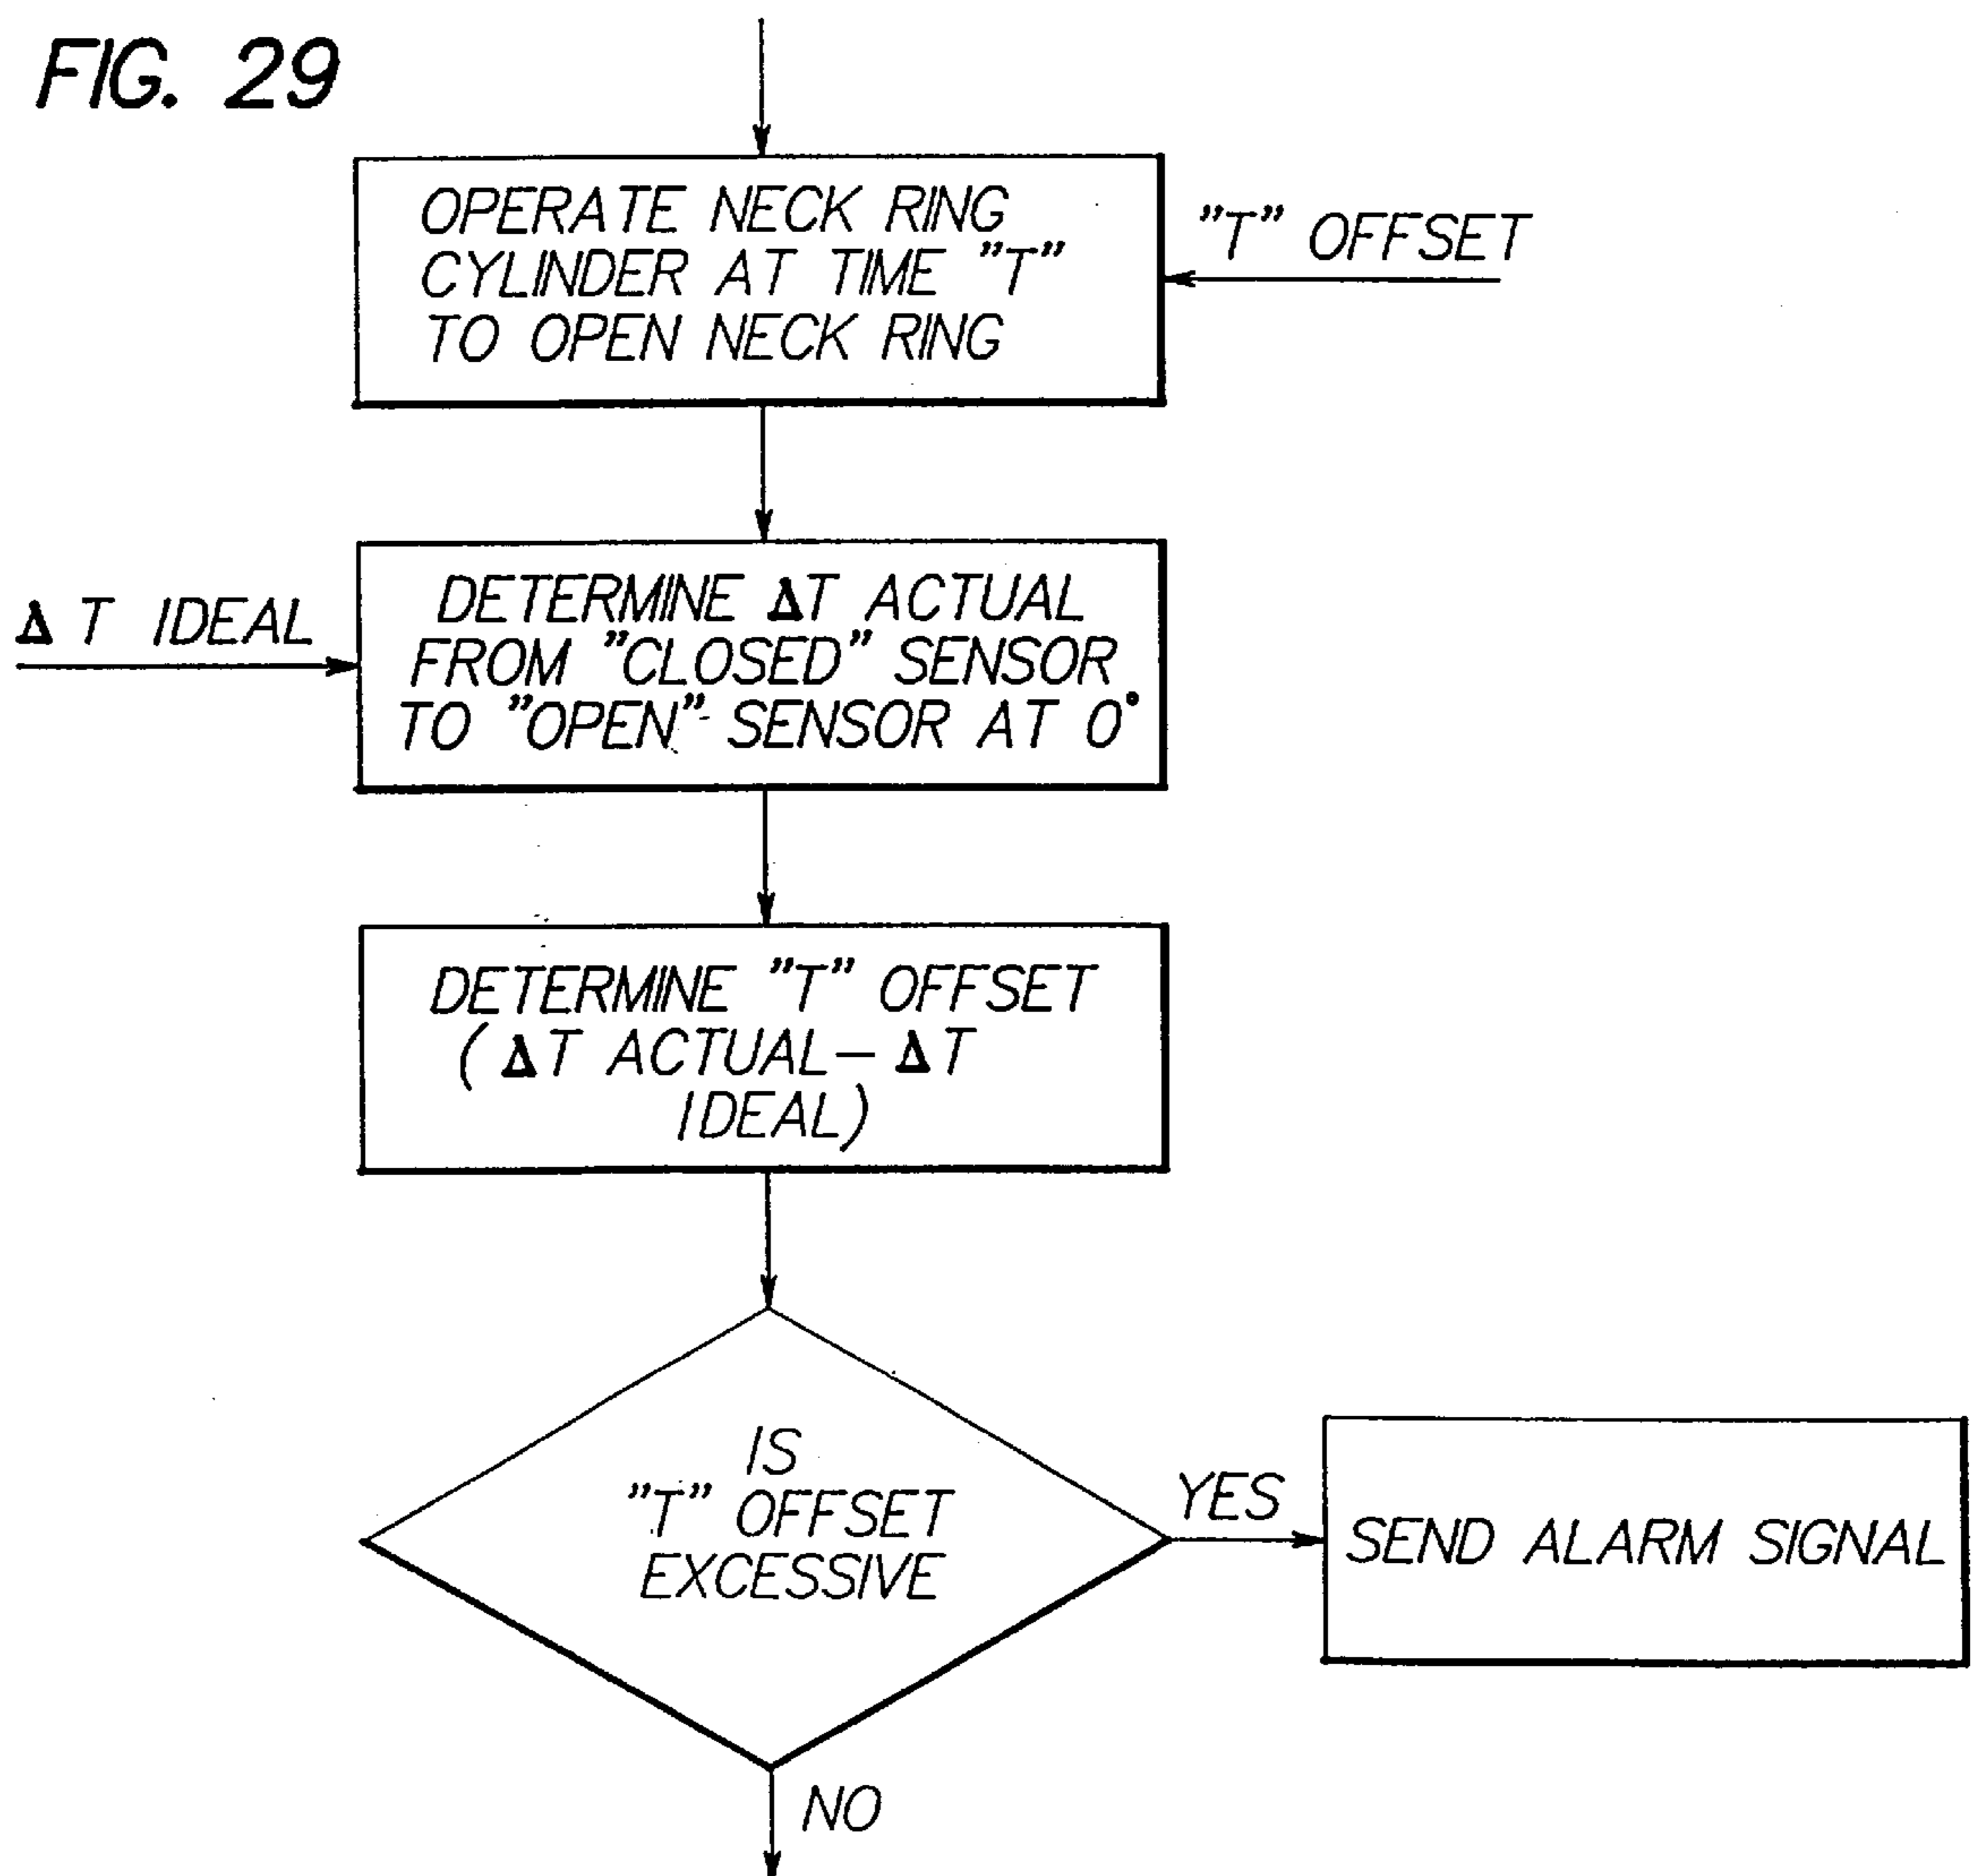 FIG. 29
OPERATE NECK RING
CYLINDER AT TIME "T"
TO OPEN NECK RING
"T" OFFSET
Δ T IDEAL
DETERMINE ΔT ACTUAL
FROM "CLOSED" SENSOR
TO "OPEN" SENSOR AT 0°
DETERMINE "T" OFFSET
(ΔT ACTUAL – ΔT
IDEAL)
IS
"T" OFFSET
EXCESSIVE
YES
SEND ALARM SIGNAL
NO